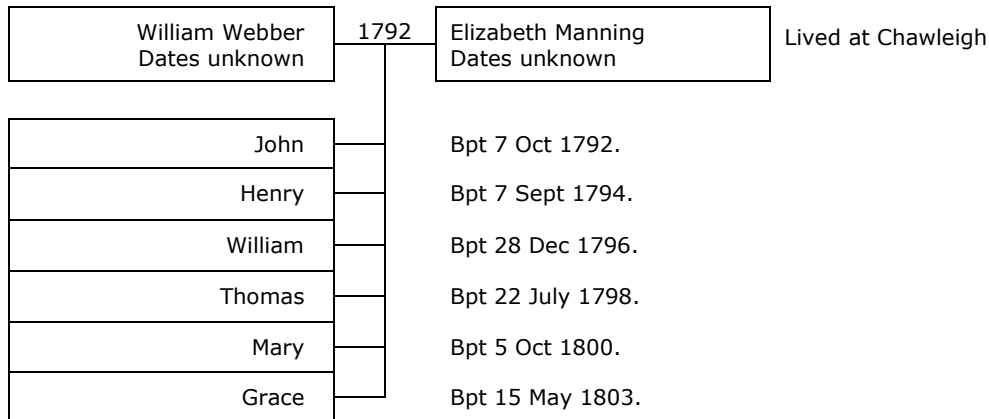 William Webber 1792 Elizabeth Manning Lived at Chawleigh
Dates unknown Dates unknown
John Bpt 7 Oct 1792.
Henry Bpt 7 Sept 1794.
William Bpt 28 Dec 1796.
Thomas Bpt 22 July 1798.
Mary Bpt 5 Oct 1800.
Grace Bpt 15 May 1803.